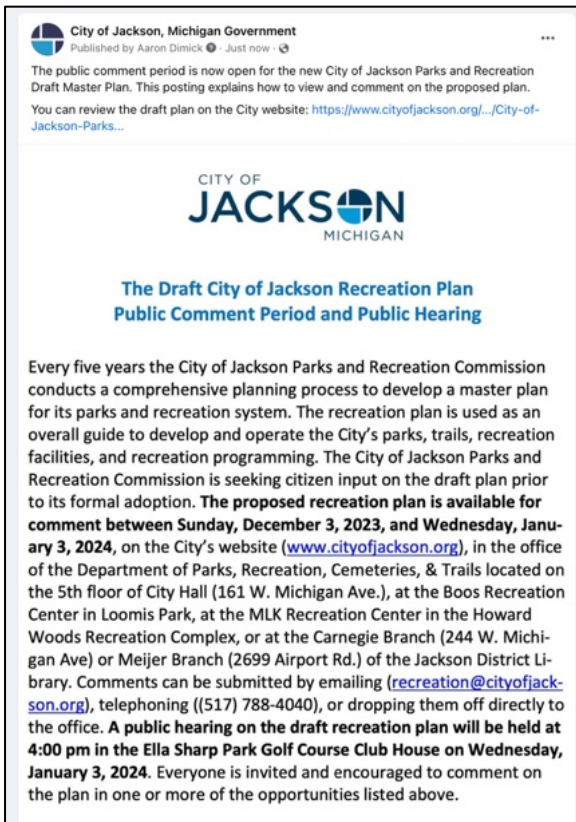 City of Jackson, Michigan Government
Published by Aaron Dimick · Just now ·
The public comment period is now open for the new City of Jackson Parks and Recreation
Draft Master Plan. This posting explains how to view and comment on the proposed plan.
You can review the draft plan on the City website: https://www.cityofjackson.org/.../City-of-
Jackson-Parks...
CITY OF
JACKSON
MICHIGAN
The Draft City of Jackson Recreation Plan
Public Comment Period and Public Hearing
Every five years the City of Jackson Parks and Recreation Commission
conducts a comprehensive planning process to develop a master plan
for its parks and recreation system. The recreation plan is used as an
overall guide to develop and operate the City's parks, trails, recreation
facilities, and recreation programming. The City of Jackson Parks and
Recreation Commission is seeking citizen input on the draft plan prior
to its formal adoption. The proposed recreation plan is available for
comment between Sunday, December 3, 2023, and Wednesday, Janu-
ary 3, 2024, on the City's website (www.cityofjackson.org), in the office
of the Department of Parks, Recreation, Cemeteries, & Trails located on
the 5th floor of City Hall (161 W. Michigan Ave.), at the Boos Recreation
Center in Loomis Park, at the MLK Recreation Center in the Howard
Woods Recreation Complex, or at the Carnegie Branch (244 W. Michi-
gan Ave) or Meijer Branch (2699 Airport Rd.) of the Jackson District Li-
brary. Comments can be submitted by emailing (recreation@cityofjack-
son.org), telephoning ((517) 788-4040), or dropping them off directly to
the office. A public hearing on the draft recreation plan will be held at
4:00 pm in the Ella Sharp Park Golf Course Club House on Wednesday,
January 3, 2024. Everyone is invited and encouraged to comment on
the plan in one or more of the opportunities listed above.